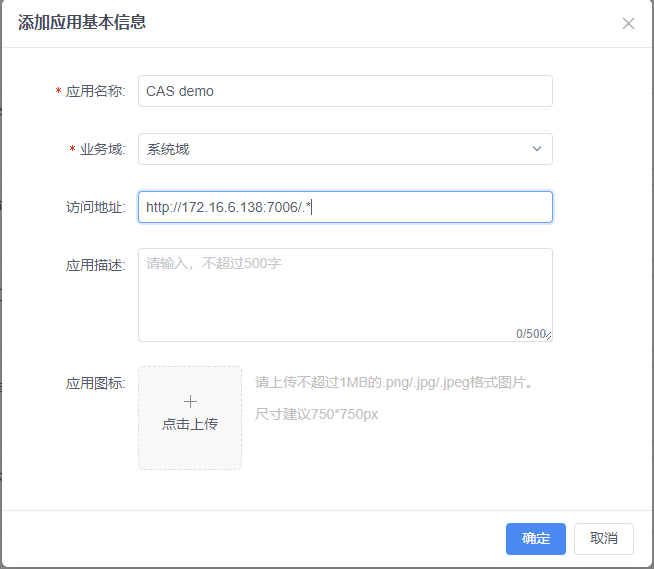 添加应用基本信息
* 应用名称: CAS demo
* 业务域: 系统域
访问地址: http://172.16.6.138:7006/.*
应用描述: 请输入，不超过500字
0/500
应用图标: 请上传不超过1MB的.png/.jpg/.jpeg格式图片。
点击上传 尺寸建议750*750px
确定 取消